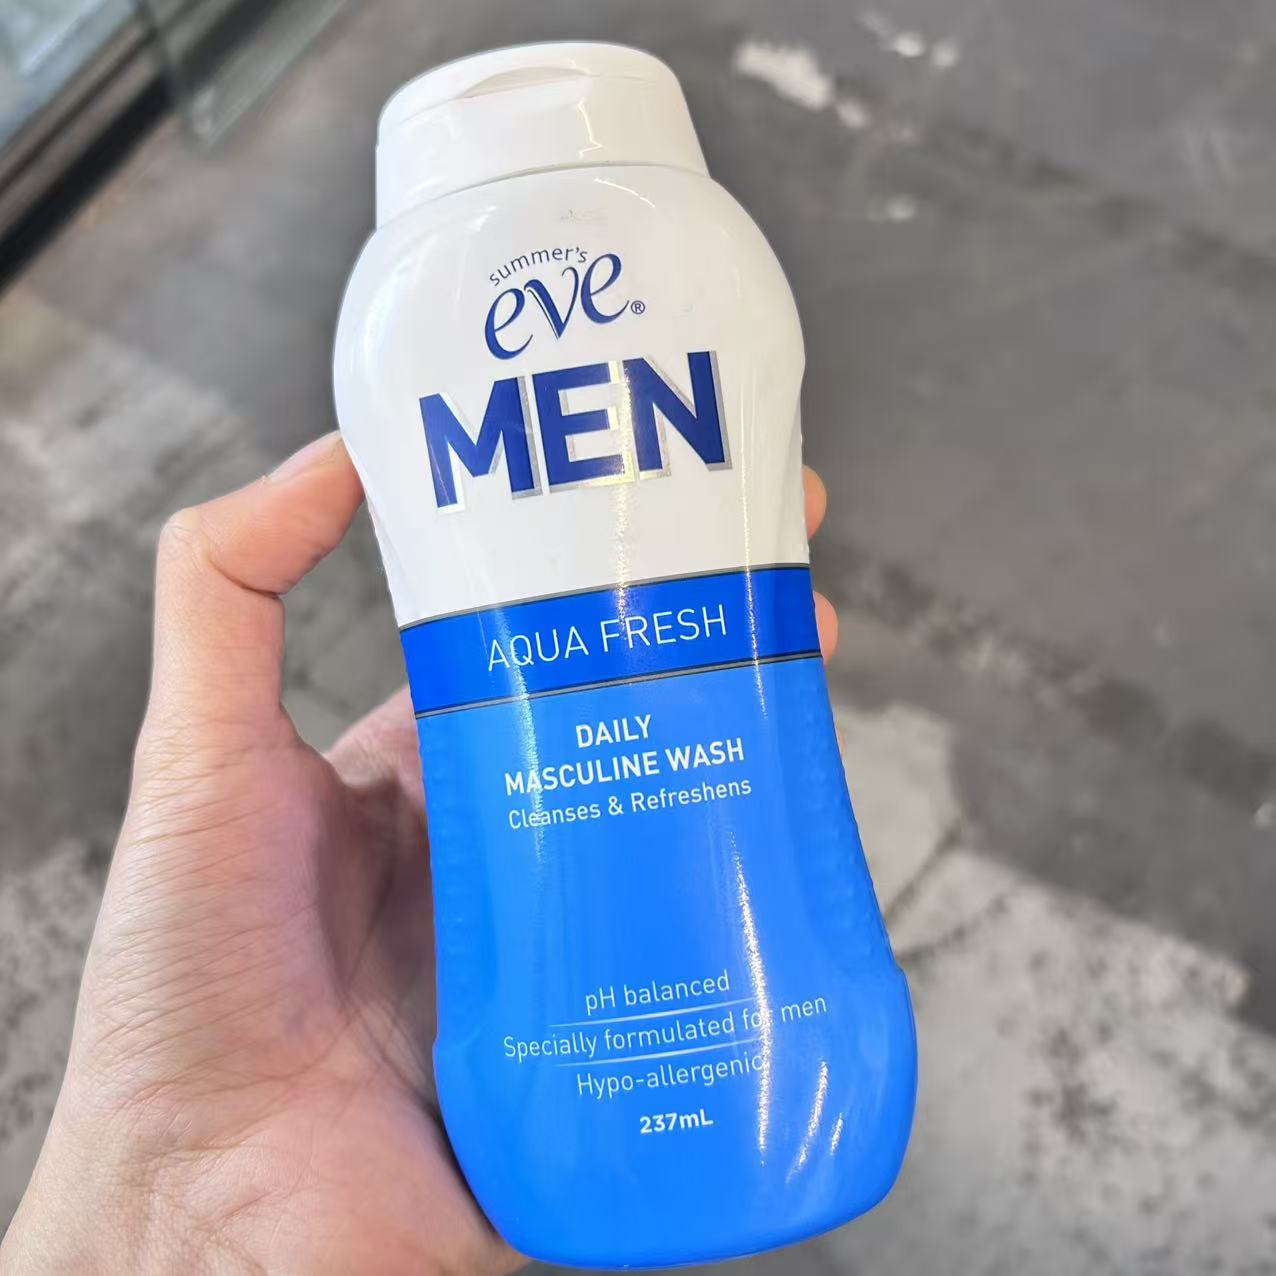 summer's
eve®
MEN
AQUA FRESH
DAILY
MASCULINE WASH
Cleanses & Refreshens
pH balanced
Specially formulated for men
Hypo-allergenic
237mL